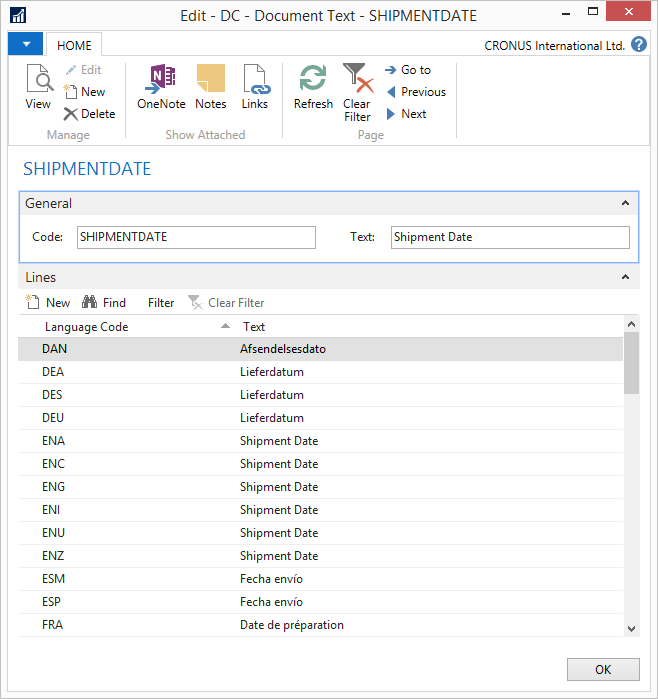 Edit - DC - Document Text - SHIPMENTDATE
HOME
CRONUS International Ltd.
View
Edit
New
Delete
Manage
OneNote
Notes
Links
Show Attached
Refresh
Clear
Filter
Go to
Previous
Next
Page
SHIPMENTDATE
General
Code: SHIPMENTDATE Text: Shipment Date
Lines
New Find Filter Clear Filter
Language Code Text
DAN Afsendelsesdato
DEA Lieferdatum
DES Lieferdatum
DEU Lieferdatum
ENA Shipment Date
ENC Shipment Date
ENG Shipment Date
ENI Shipment Date
ENU Shipment Date
ENZ Shipment Date
ESM Fecha envío
ESP Fecha envío
FRA Date de préparation
OK